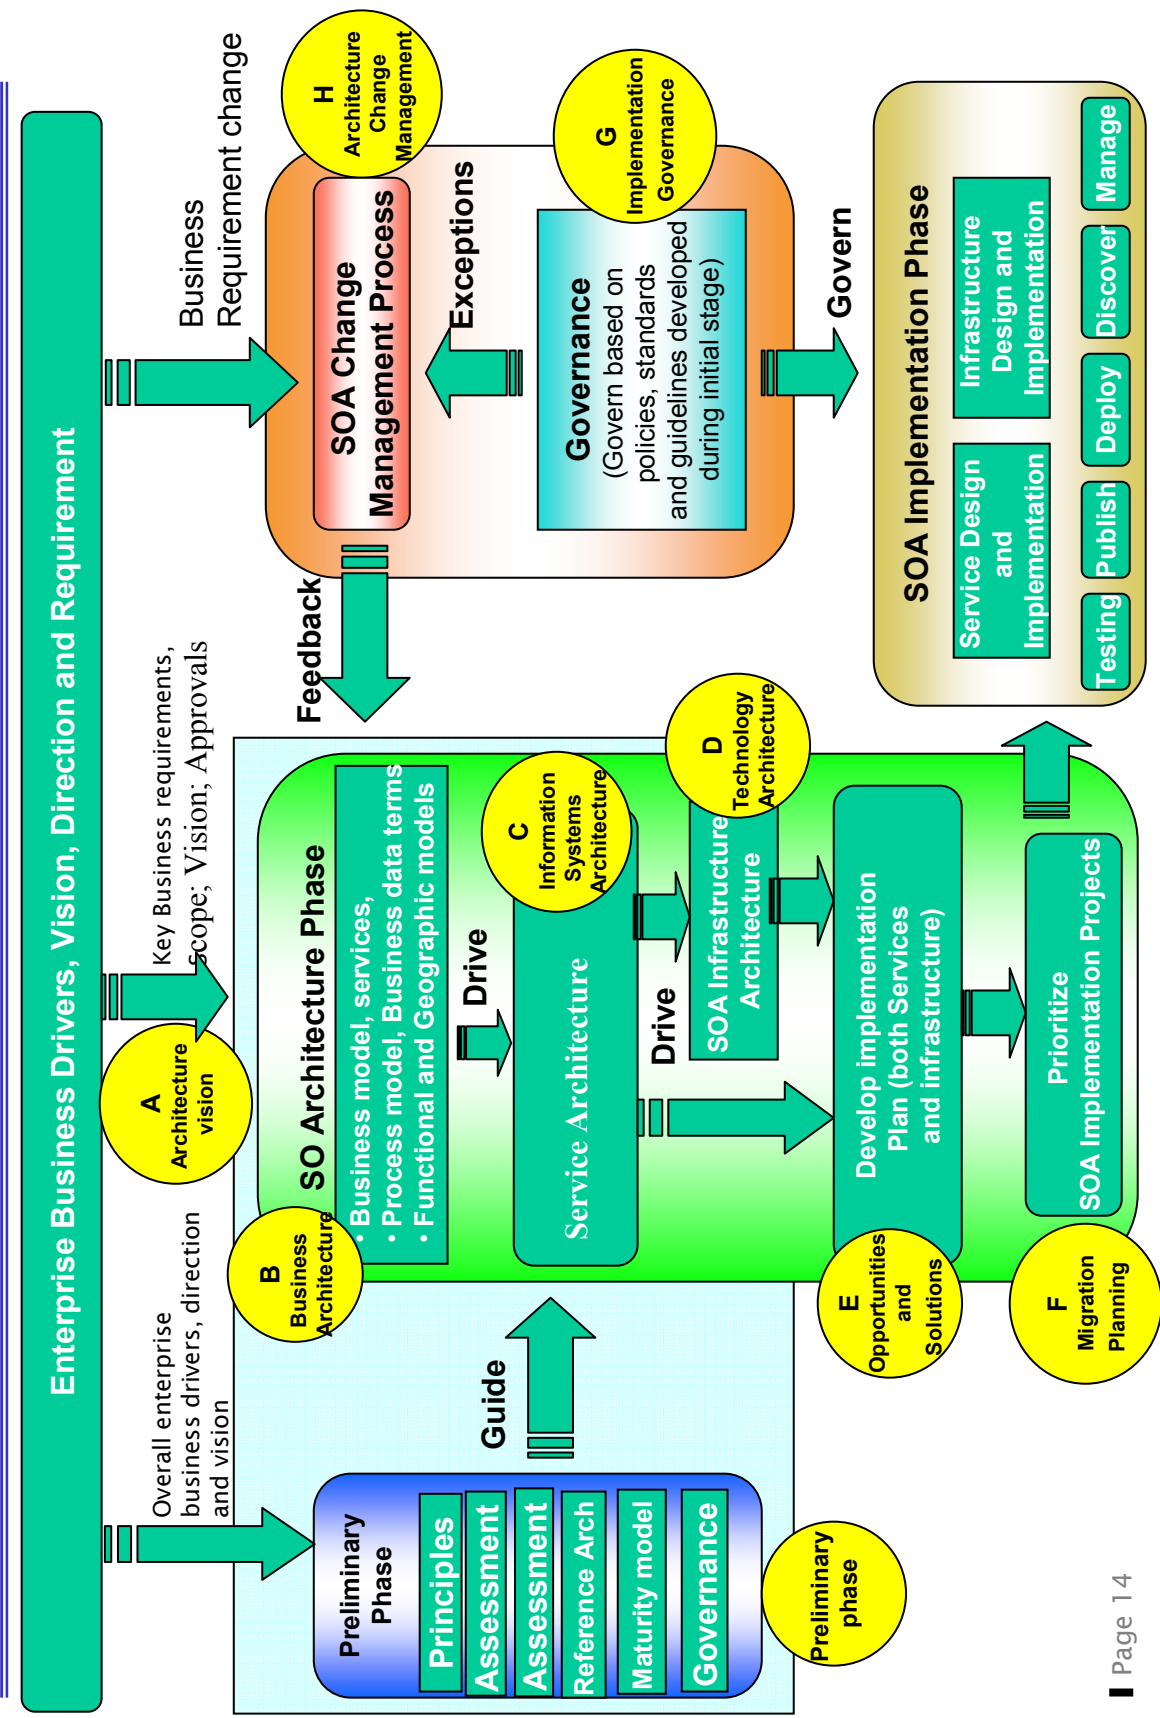 Enterprise Business Drivers, Vision, Direction and Requirement
Overall enterprise
business drivers, direction
and vision
A
Architecture
vision
Key Business requirements,
Scope; Vision; Approvals
Business
Requirement change
Preliminary
Phase
Principles
Assessment
Assessment
Reference Arch
Maturity model
Governance
Preliminary
phase
Guide
B
Business
Architecture
SO Architecture Phase
• Business model, services,
• Process model, Business data terms
• Functional and Geographic models
Drive
Service Architecture
C
Information
Systems
Architecture
Drive
SOA Infrastructure
Architecture
D
Technology
Architecture
Develop implementation
Plan (both Services
and infrastructure)
E
Opportunities
and
Solutions
Prioritize
SOA Implementation Projects
F
Migration
Planning
Feedback
H
Architecture
Change
Management
SOA Change
Management Process
Exceptions
G
Implementation
Governance
Governance
(Govern based on
policies, standards
and guidelines developed
during initial stage)
Govern
SOA Implementation Phase
Service Design
and
Implementation
Infrastructure
Design and
Implementation
Testing
Publish
Deploy
Discover
Manage
Page 14